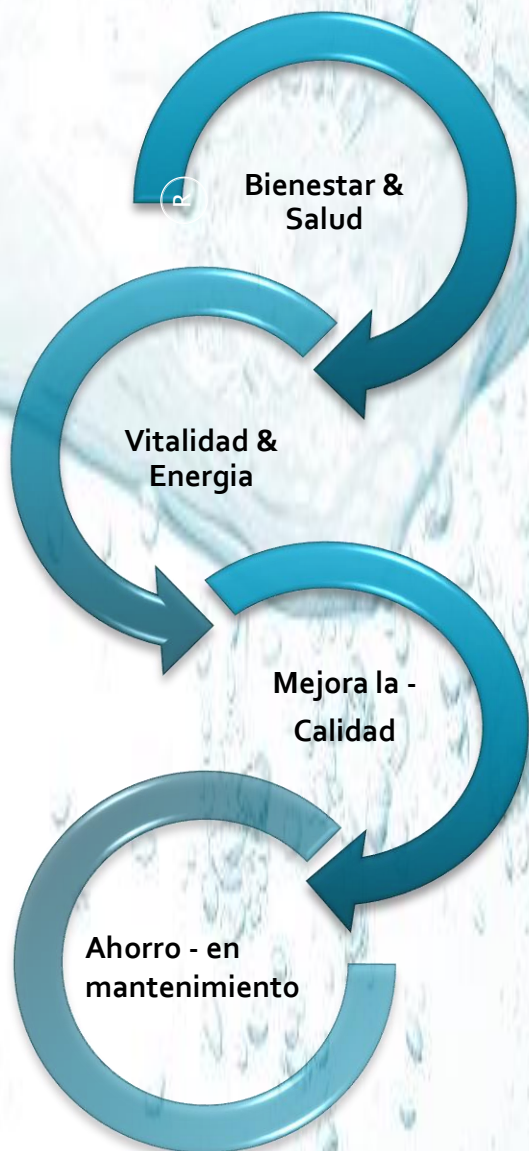 Bienestar &
Salud
R
Vitalidad &
Energia
Mejora la -
Calidad
Ahorro - en
mantenimiento